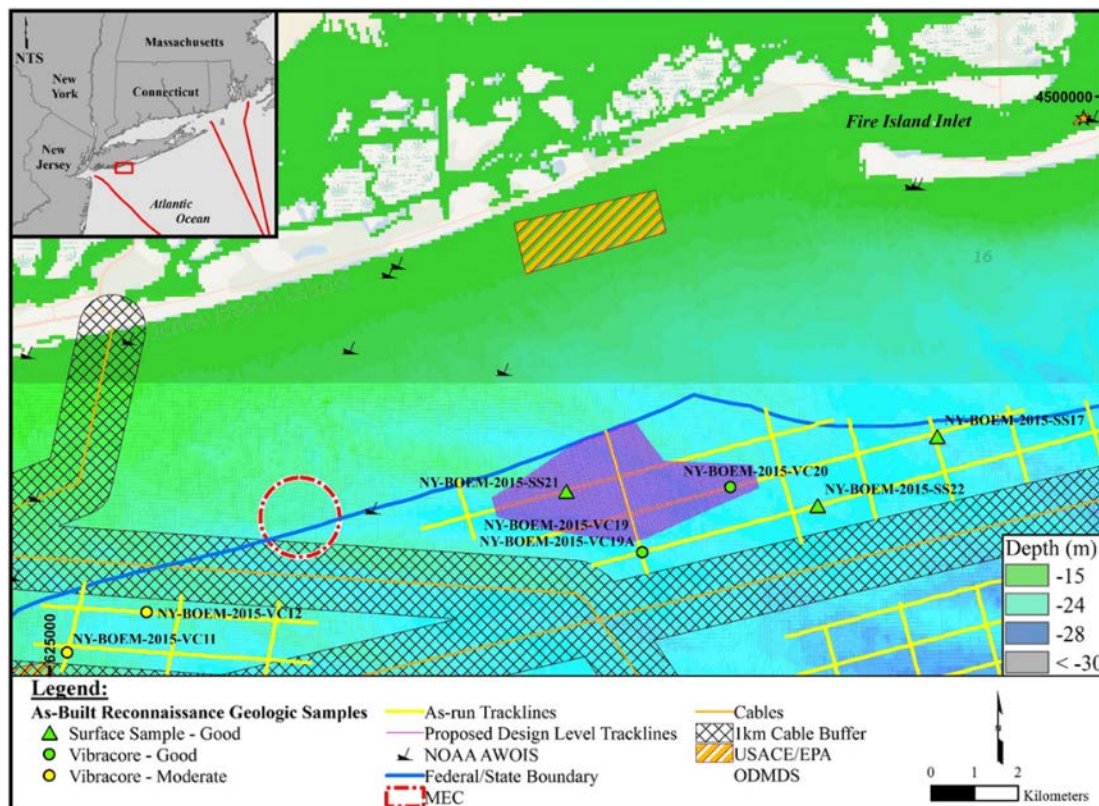 NTS
Massachusetts
New
York
Connecticut
New
Jersey
Atlantic
Ocean
4500000
Fire Island Inlet
16
NY-BOEM-2015-SS17
NY-BOEM-2015-SS21
NY-BOEM-2015-VC20
NY-BOEM-2015-SS22
NY-BOEM-2015-VC19
NY-BOEM-2015-VC19A
NY-BOEM-2015-VC12
NY-BOEM-2015-VC11
625000
Depth (m)
-15
-24
-28
< -30
Legend:
As-Built Reconnaissance Geologic Samples
Surface Sample - Good
Vibracore - Good
Vibracore - Moderate
As-run Tracklines
Proposed Design Level Tracklines
NOAA AWOIS
Federal/State Boundary
MEC
Cables
1km Cable Buffer
USACE/EPA
ODMDS
0 1 2
Kilometers